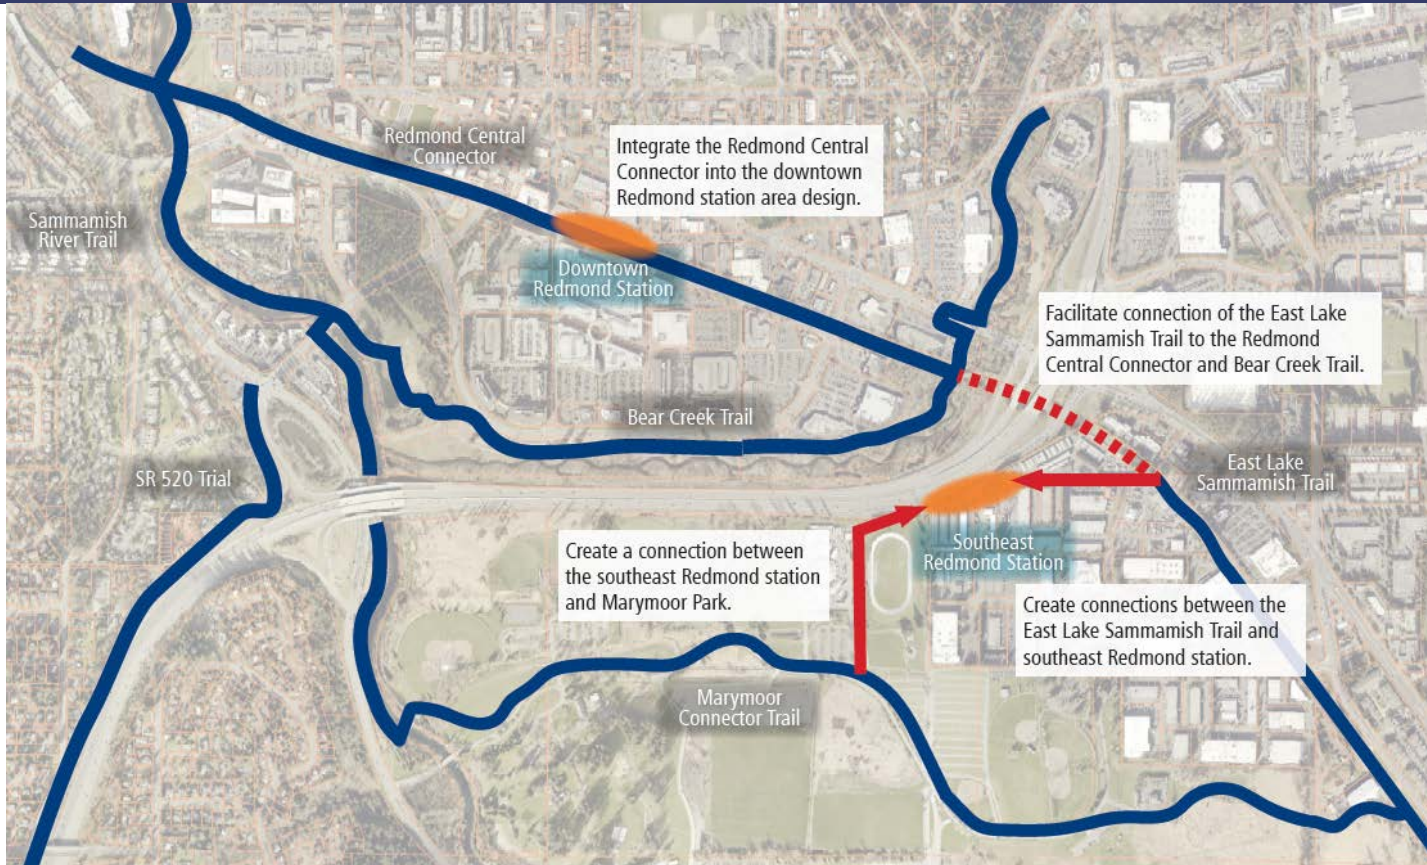 Redmond Central
Connector
Integrate the Redmond Central
Connector into the downtown
Redmond station area design.
Sammamish
River Trail
Downtown
Redmond Station
Facilitate connection of the East Lake
Sammamish Trail to the Redmond
Central Connector and Bear Creek Trail.
Bear Creek Trail
SR 520 Trial
East Lake
Sammamish Trail
Create a connection between
the southeast Redmond station
and Marymoor Park.
Southeast
Redmond Station
Create connections between the
East Lake Sammamish Trail and
southeast Redmond station.
Marymoor
Connector Trail